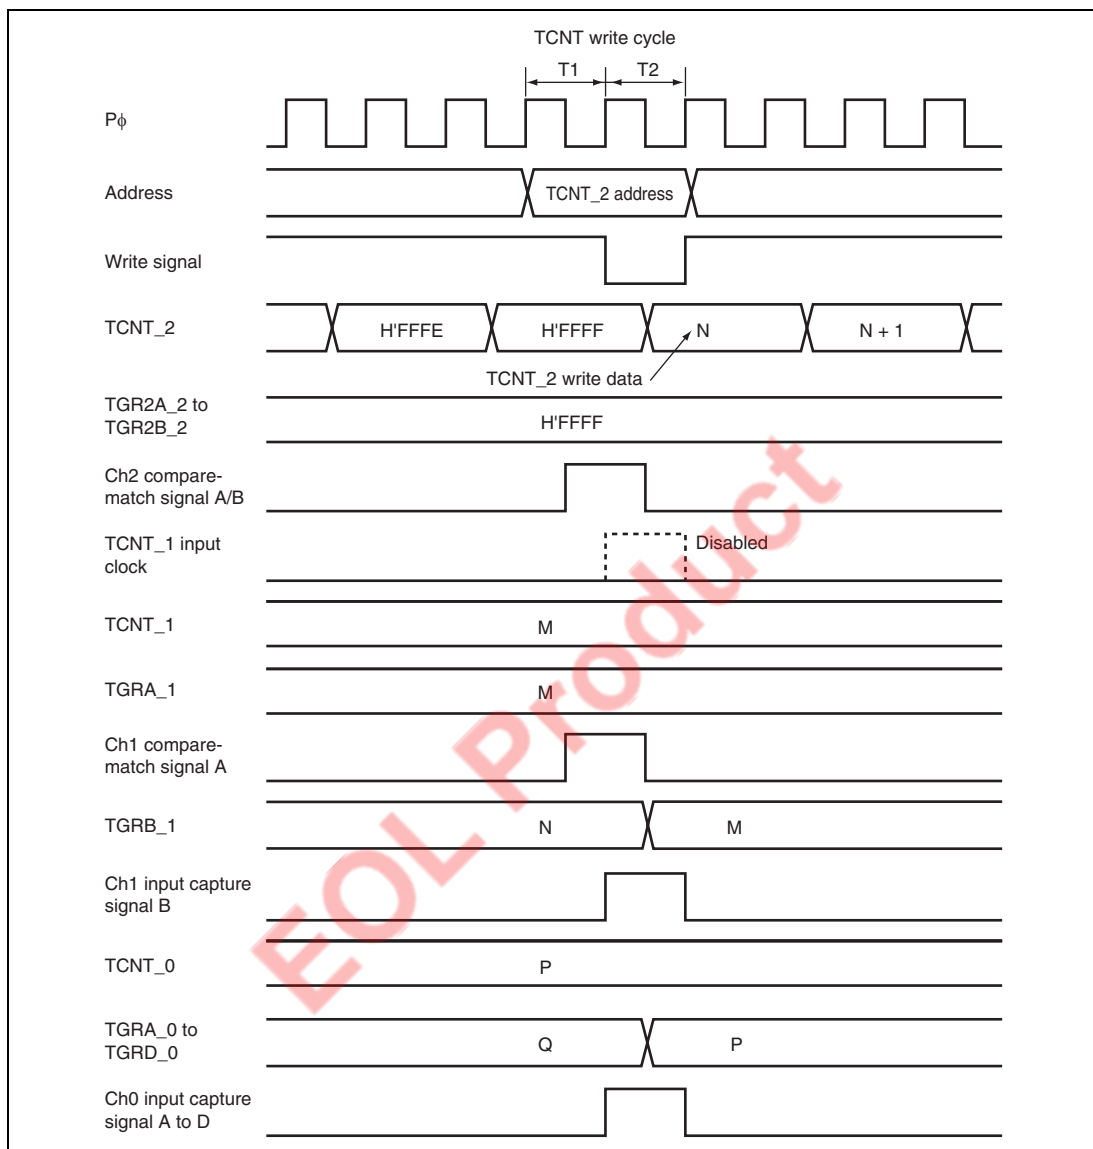 TCNT write cycle
T1 T2
Pϕ
Address
TCNT_2 address
Write signal
TCNT_2
H'FFFE H'FFFF N N + 1
TCNT_2 write data
TGR2A_2 to
TGR2B_2
H'FFFF
Ch2 compare-
match signal A/B
TCNT_1 input
clock
Disabled
TCNT_1
M
TGRA_1
M
Ch1 compare-
match signal A
TGRB_1
N M
Ch1 input capture
signal B
TCNT_0
P
TGRA_0 to
TGRD_0
Q P
Ch0 input capture
signal A to D
EOL Product